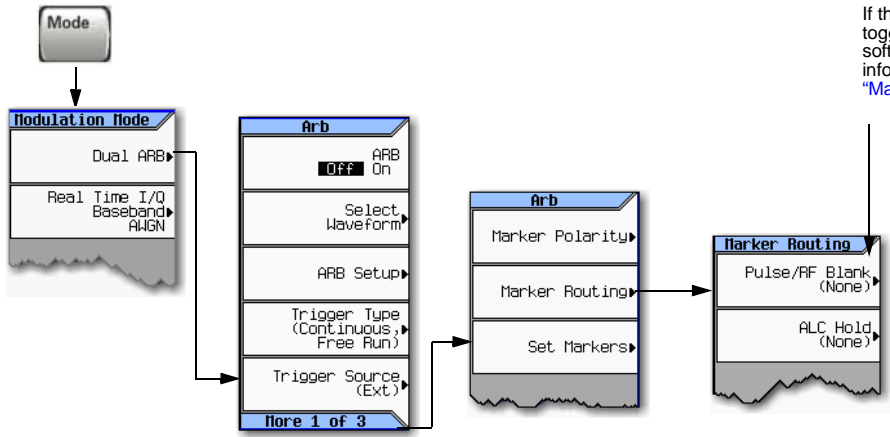 Mode
Modulation Mode
Dual ARB
Real Time I/Q
Baseband
AWGN
Arb
ARB
Off On
Select
Waveform
ARB Setup
Trigger Type
(Continuous,
Free Run)
Trigger Source
(Ext)
More 1 of 3
Arb
Marker Polarity
Marker Routing
Set Markers
If th
togg
soft
info
“Ma
Marker Routing
Pulse/RF Blank
(None)
ALC Hold
(None)